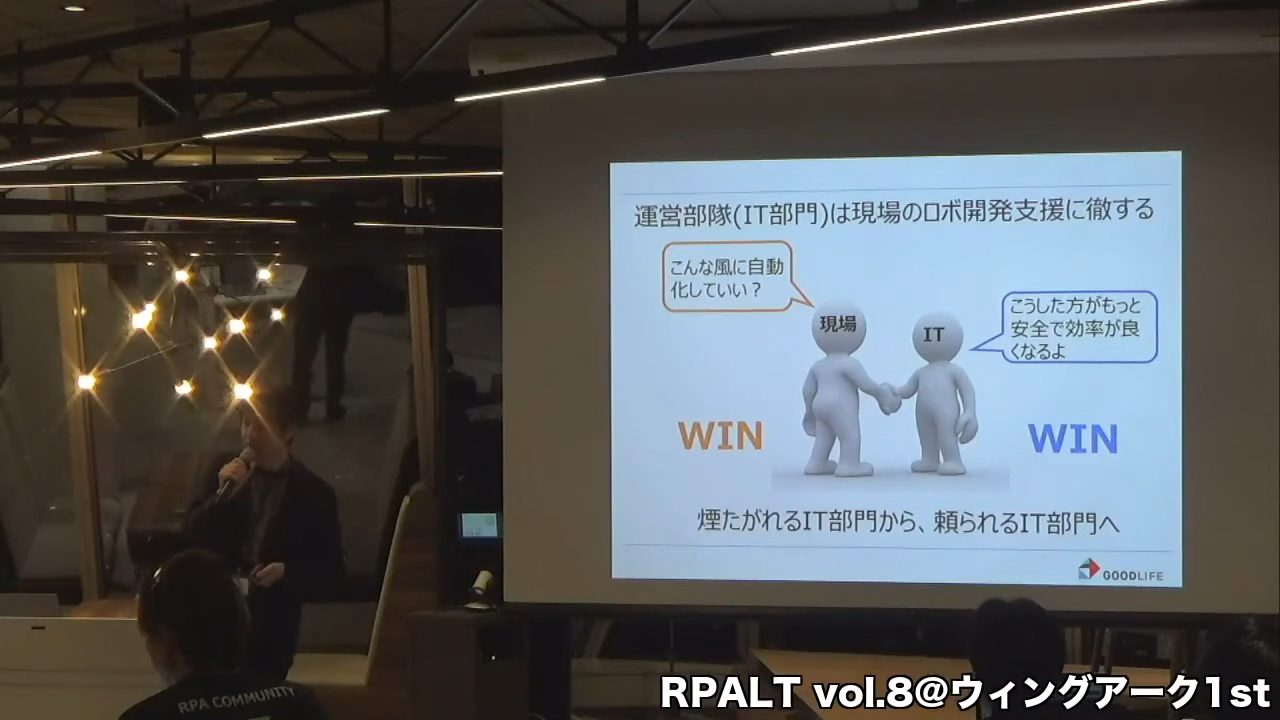 運営部隊(IT部門)は現場のロボ開発支援に徹する
こんな風に自動
化していい？
現場
IT
こうした方がもっと
安全で効率が良
くなるよ
WIN
WIN
煙たがれるIT部門から、頼られるIT部門へ
GOODLIFE
RPA COMMUNITY
RPALT vol.8@ウィングアーク1st